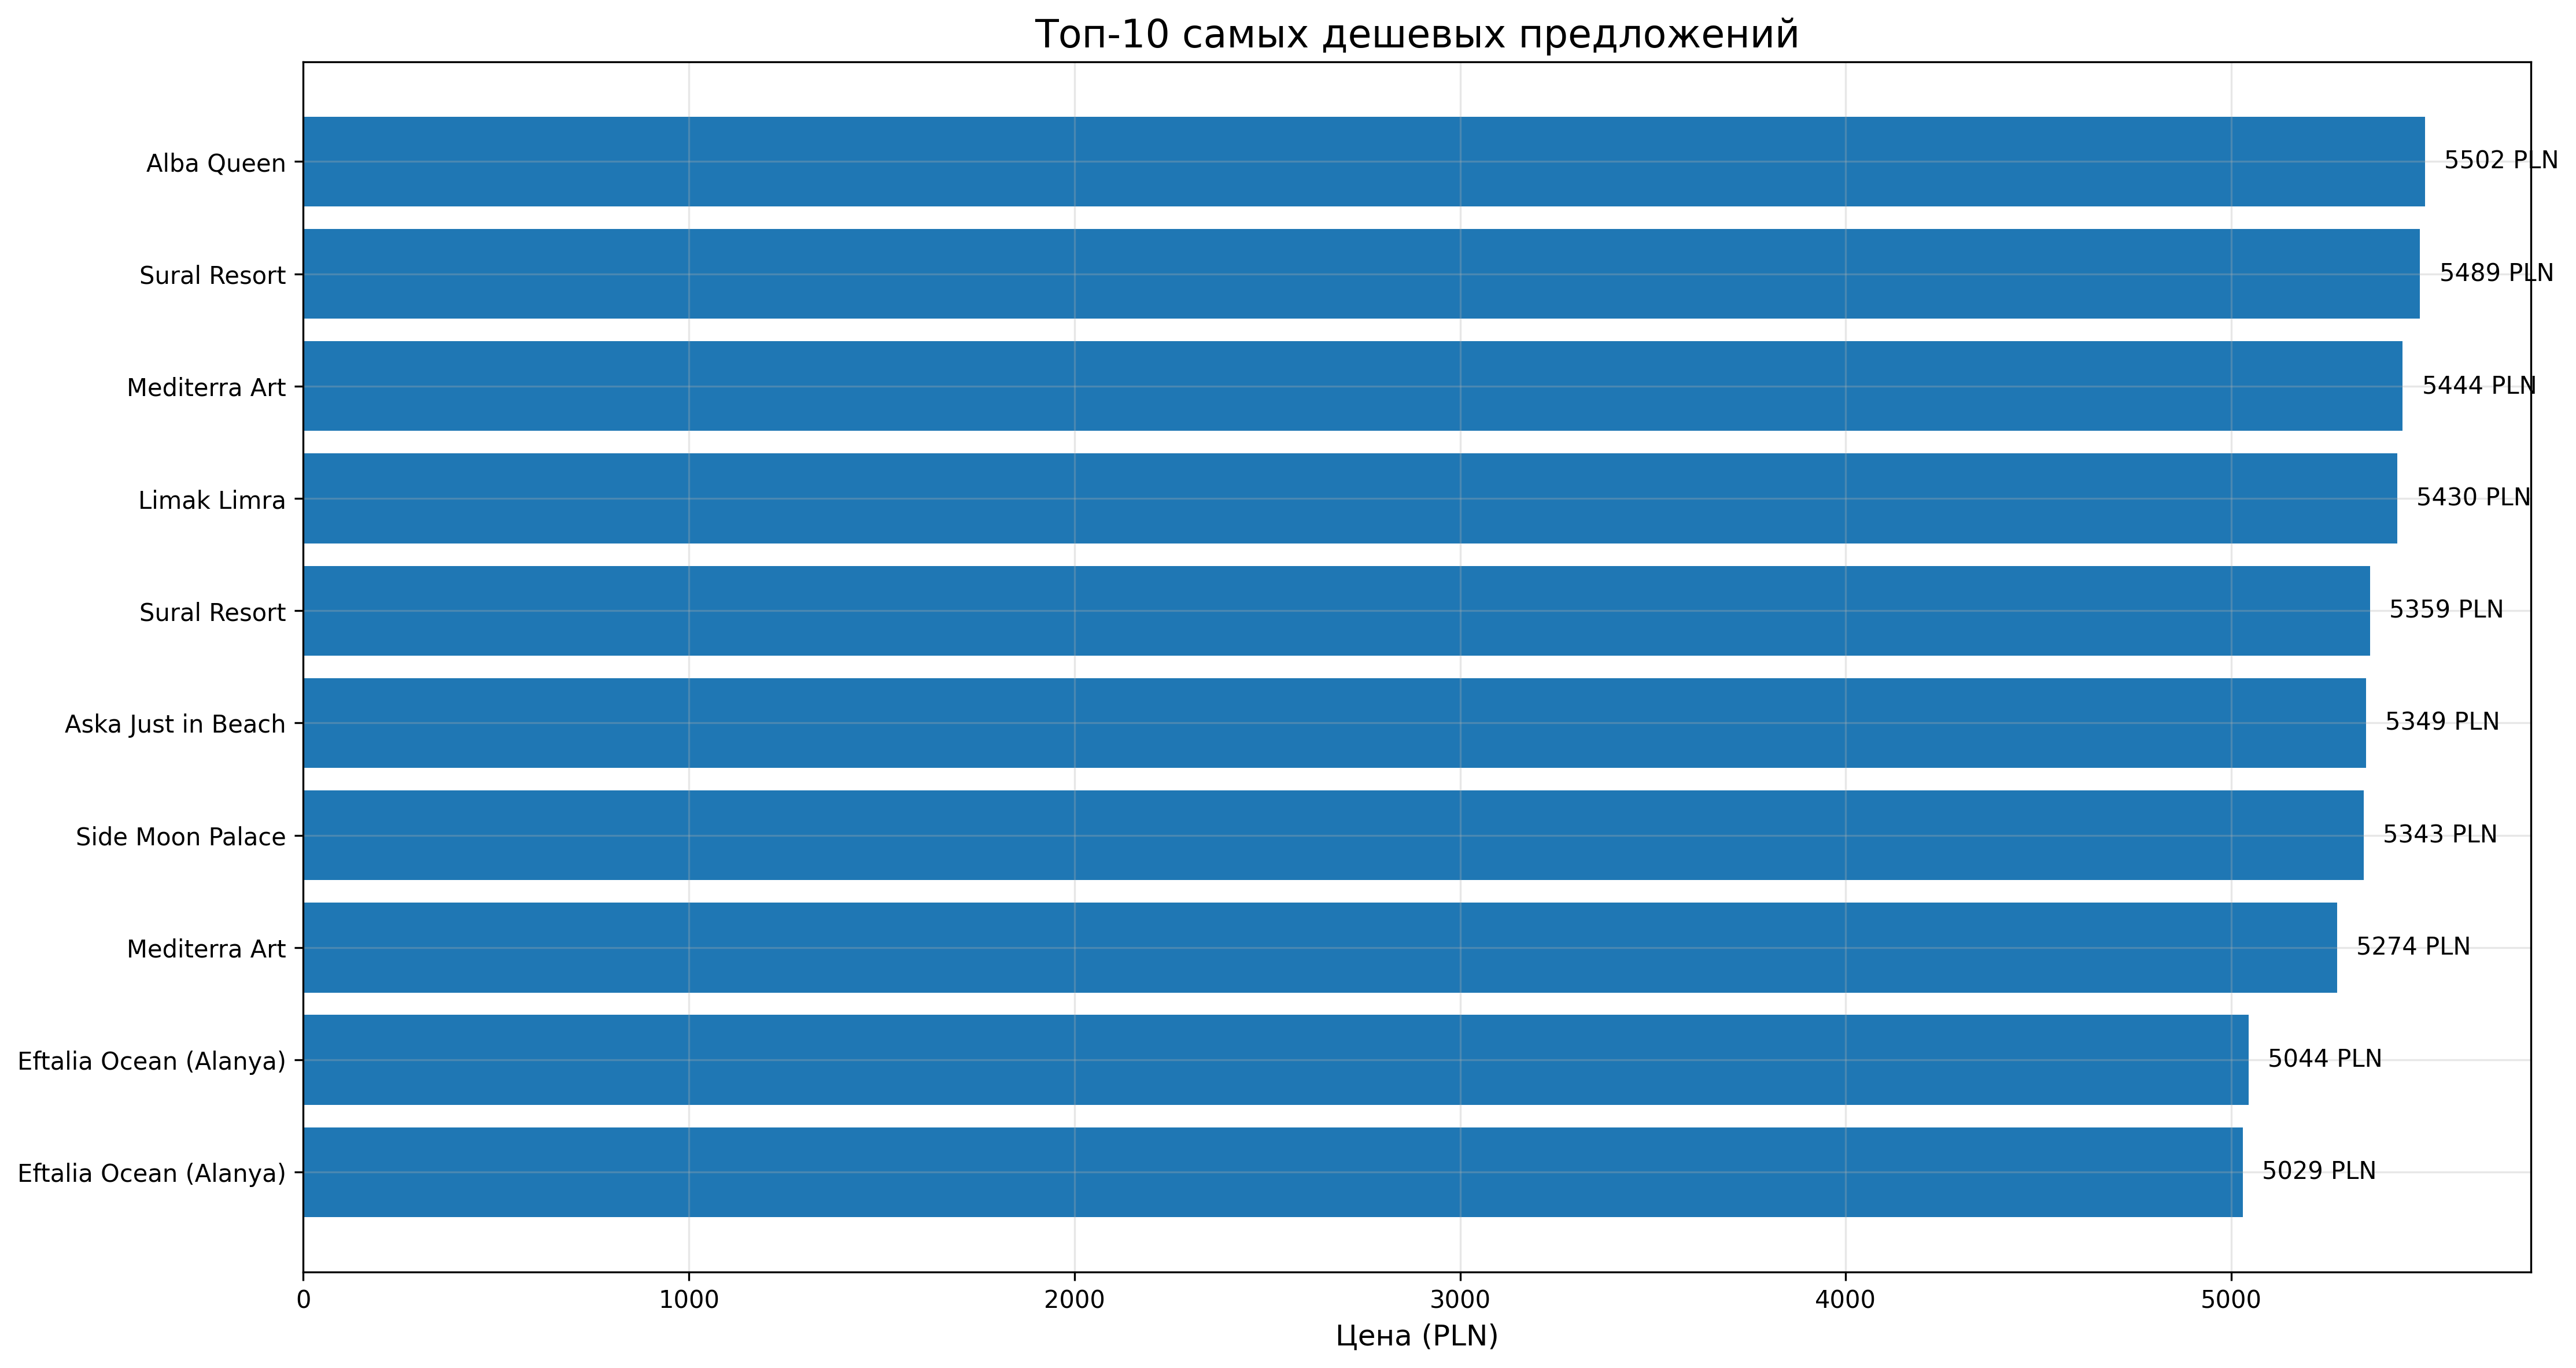 Топ-10 самых дешевых предложений
Alba Queen 5502 PLN
Sural Resort 5489 PLN
Mediterra Art 5444 PLN
Limak Limra 5430 PLN
Sural Resort 5359 PLN
Aska Just in Beach 5349 PLN
Side Moon Palace 5343 PLN
Mediterra Art 5274 PLN
Eftalia Ocean (Alanya) 5044 PLN
Eftalia Ocean (Alanya) 5029 PLN
0 1000 2000 3000 4000 5000
Цена (PLN)